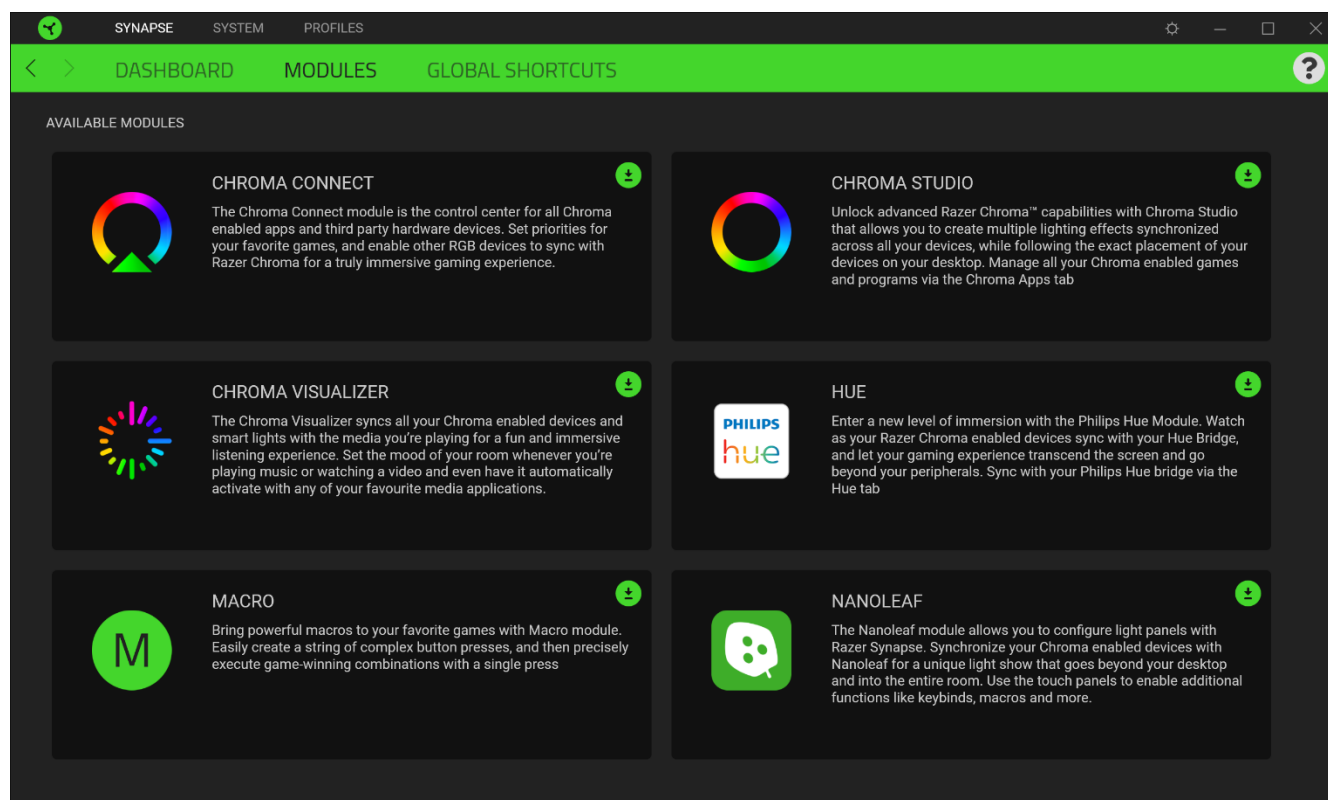 SYNAPSE SYSTEM PROFILES
DASHBOARD MODULES GLOBAL SHORTCUTS ?
AVAILABLE MODULES
CHROMA CONNECT
The Chroma Connect module is the control center for all Chroma
enabled apps and third party hardware devices. Set priorities for
your favorite games, and enable other RGB devices to sync with
Razer Chroma for a truly immersive gaming experience.
CHROMA STUDIO
Unlock advanced Razer Chroma™ capabilities with Chroma Studio
that allows you to create multiple lighting effects synchronized
across all your devices, while following the exact placement of your
devices on your desktop. Manage all your Chroma enabled games
and programs via the Chroma Apps tab
CHROMA VISUALIZER
The Chroma Visualizer syncs all your Chroma enabled devices and
smart lights with the media you're playing for a fun and immersive
listening experience. Set the mood of your room whenever you're
playing music or watching a video and even have it automatically
activate with any of your favourite media applications.
PHILIPS
hue
HUE
Enter a new level of immersion with the Philips Hue Module. Watch
as your Razer Chroma enabled devices sync with your Hue Bridge,
and let your gaming experience transcend the screen and go
beyond your peripherals. Sync with your Philips Hue bridge via the
Hue tab
M
MACRO
Bring powerful macros to your favorite games with Macro module.
Easily create a string of complex button presses, and then precisely
execute game-winning combinations with a single press
NANOLEAF
The Nanoleaf module allows you to configure light panels with
Razer Synapse. Synchronize your Chroma enabled devices with
Nanoleaf for a unique light show that goes beyond your desktop
and into the entire room. Use the touch panels to enable additional
functions like keybinds, macros and more.